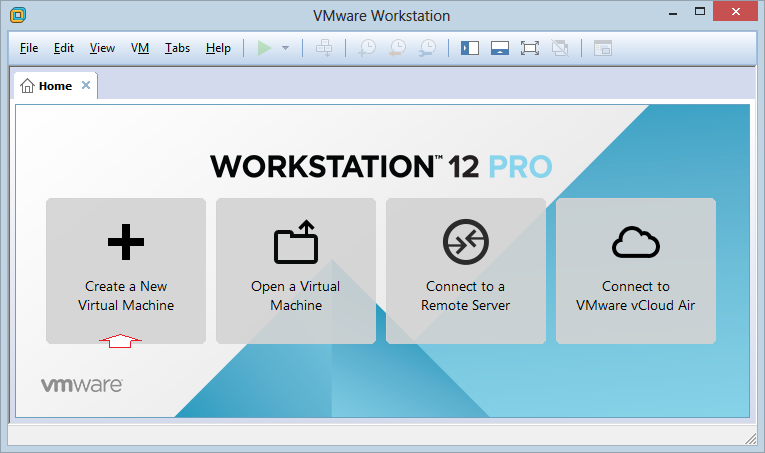 VMware Workstation
File Edit View VM Tabs Help
Home
WORKSTATION™ 12 PRO
Create a New
Virtual Machine
Open a Virtual
Machine
Connect to a
Remote Server
Connect to
VMware vCloud Air
vmware